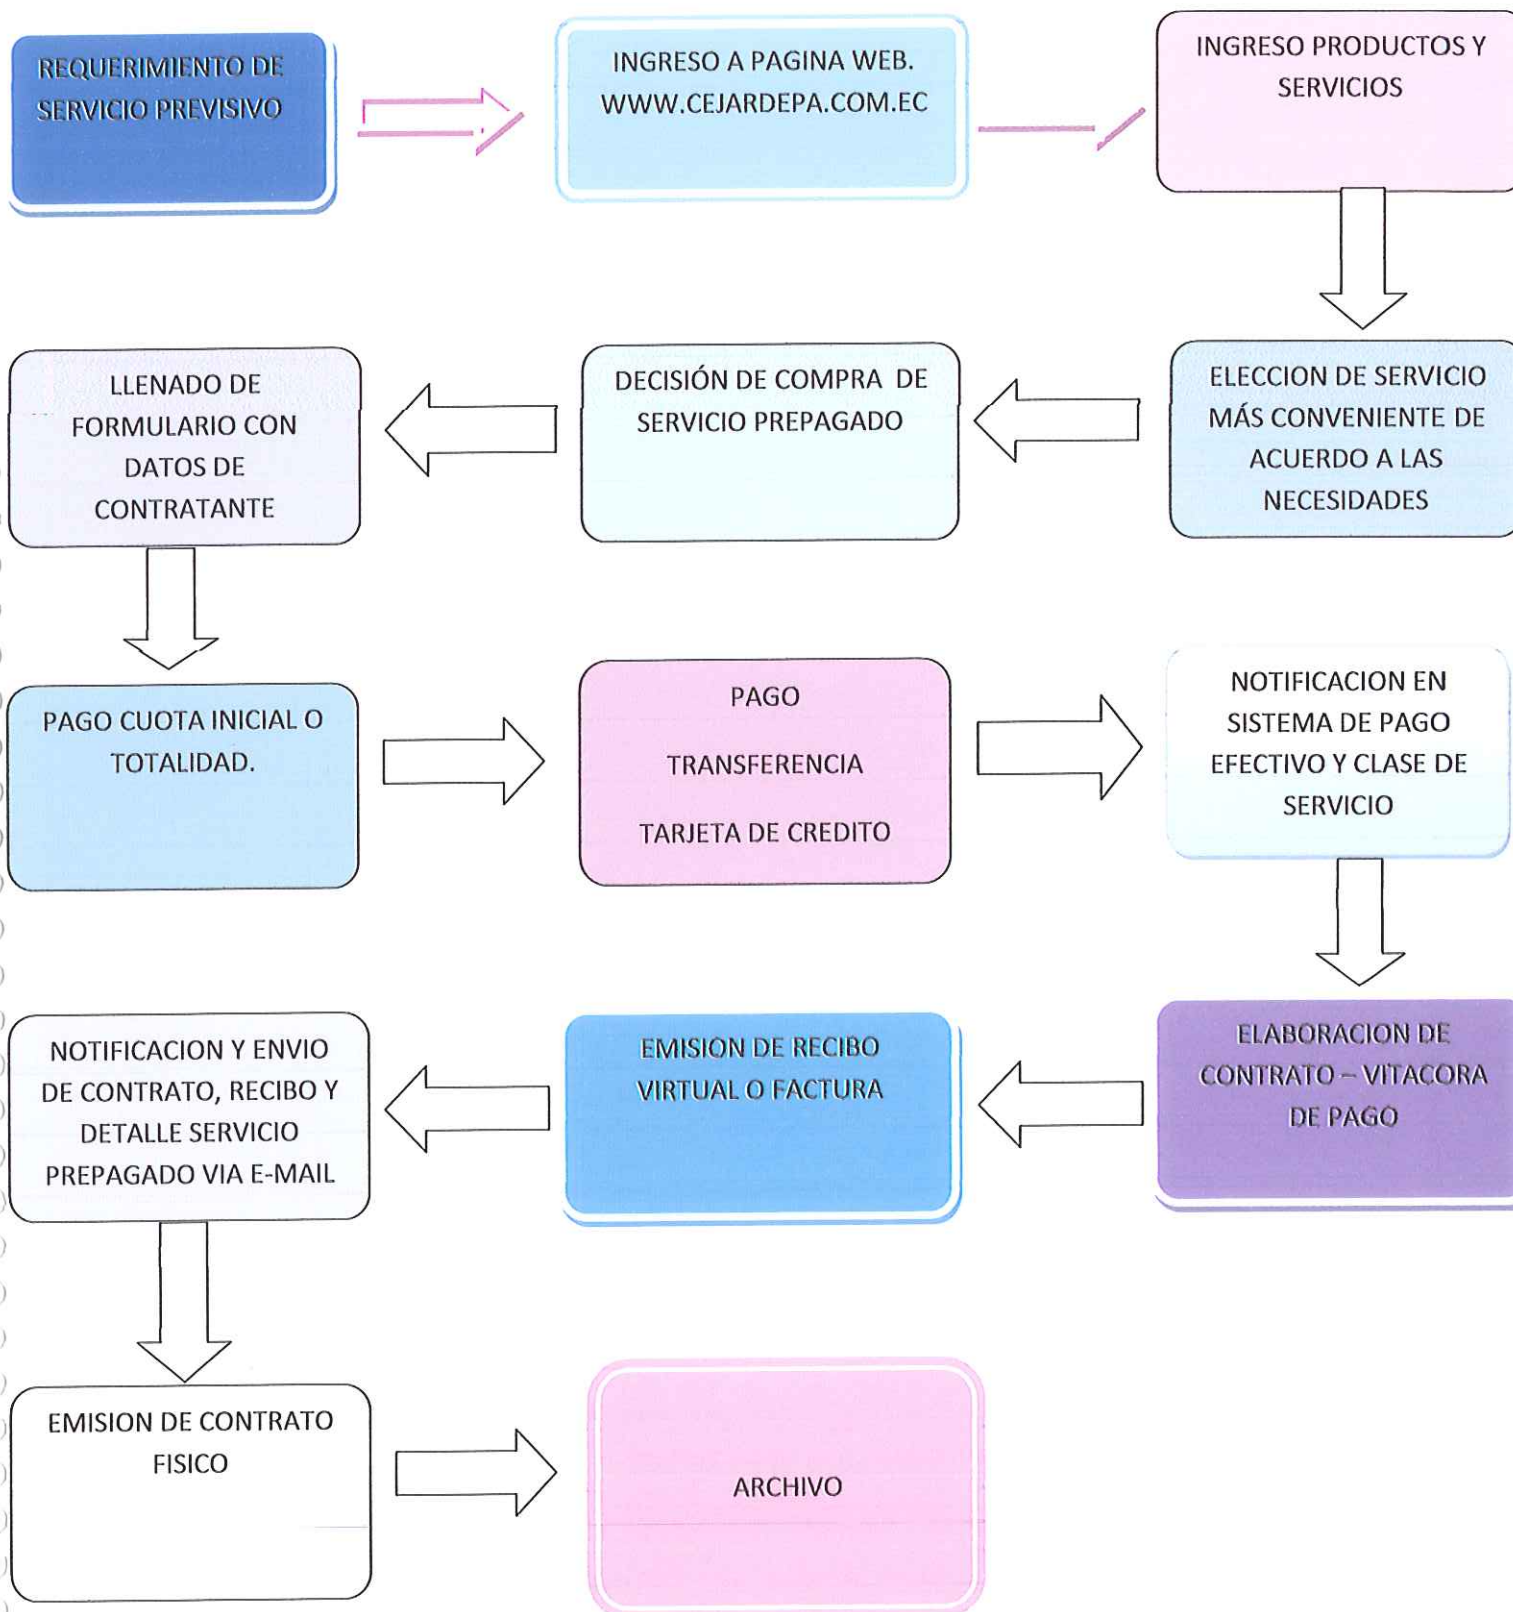 REQUERIMIENTO DE
SERVICIO PREVISIVO
INGRESO A PAGINA WEB.
WWW.CEJARDEPA.COM.EC
INGRESO PRODUCTOS Y
SERVICIOS
ELECCION DE SERVICIO
MÁS CONVENIENTE DE
ACUERDO A LAS
NECESIDADES
DECISIÓN DE COMPRA DE
SERVICIO PREPAGADO
LLENADO DE
FORMULARIO CON
DATOS DE
CONTRATANTE
PAGO CUOTA INICIAL O
TOTALIDAD.
PAGO
TRANSFERENCIA
TARJETA DE CREDITO
NOTIFICACION EN
SISTEMA DE PAGO
EFECTIVO Y CLASE DE
SERVICIO
ELABORACION DE
CONTRATO – VITACORA
DE PAGO
EMISION DE RECIBO
VIRTUAL O FACTURA
NOTIFICACION Y ENVIO
DE CONTRATO, RECIBO Y
DETALLE SERVICIO
PREPAGADO VIA E-MAIL
EMISION DE CONTRATO
FISICO
ARCHIVO